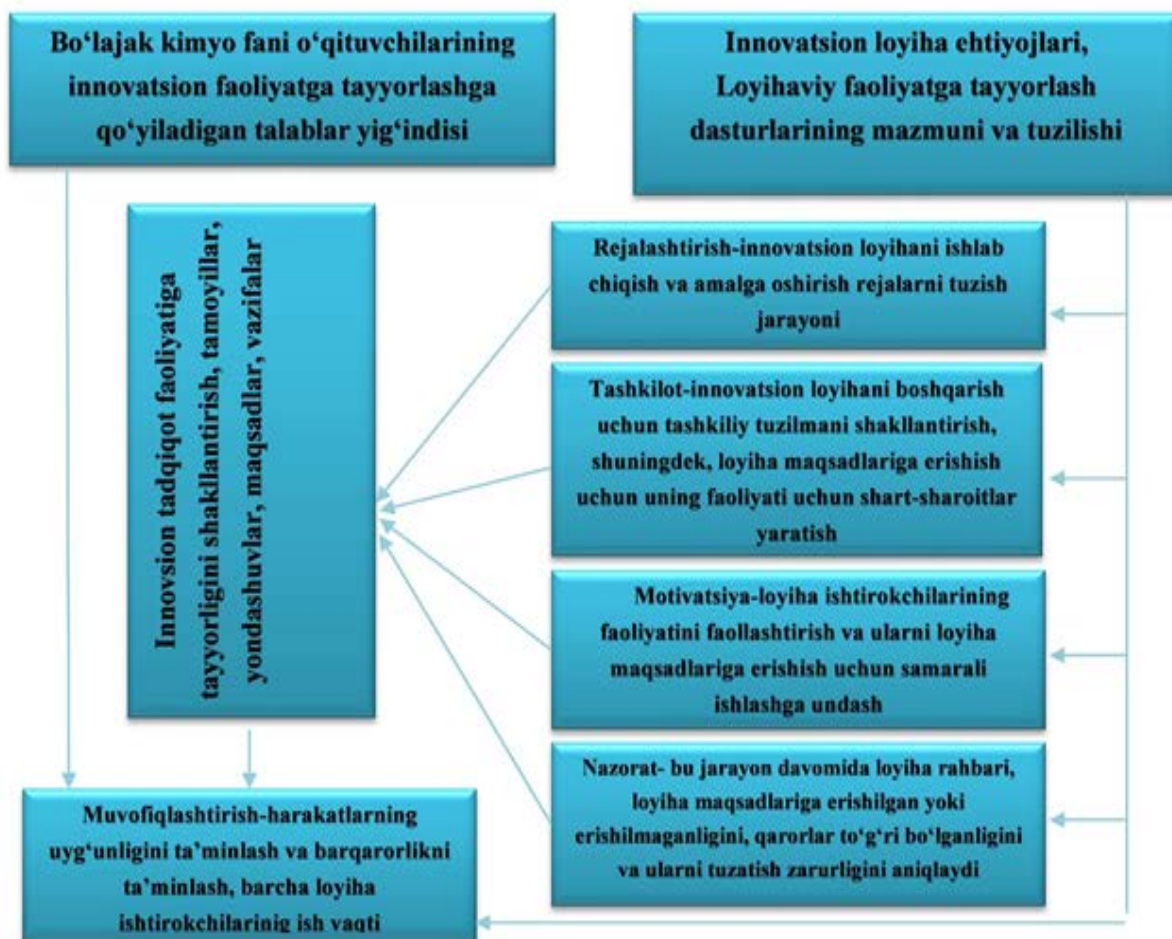 Bo‘lajak kimyo fani o‘qituvchilarining
innovatsion faoliyatga tayyorlashga
qo‘yiladigan talablar yig‘indisi
Innovatsion loyiha ehtiyojlari,
Loyihaviy faoliyatga tayyorlash
dasturlarining mazmuni va tuzilishi
Innovsion tadqiqot faoliyatiga
tayyorligini shakllantirish, tamoyillar,
yondashuvlar, maqsadlar, vazifalar
Rejalashtirish-innovatsion loyihani ishlab
chiqish va amalga oshirish rejalarni tuzish
jarayoni
Tashkilot-innovatsion loyihani boshqarish
uchun tashkiliy tuzilmani shakllantirish,
shuningdek, loyiha maqsadlariga erishish
uchun uning faoliyati uchun shart-sharoitlar
yaratish
Motivatsiya-loyiha ishtirokchilarining
faoliyatini faollashtirish va ularni loyiha
maqsadlariga erishish uchun samarali
ishlashga undash
Nazorat- bu jarayon davomida loyiha rahbari,
loyiha maqsadlariga erishilgan yoki
erishilmaganligini, qarorlar to‘g‘ri bo‘lganligini
va ularni tuzatish zarurligini aniqlaydi
Muvofiqlashtirish-harakatlarning
uyg‘unligini ta’minlash va barqarorlikni
ta’minlash, barcha loyiha
ishtirokchilarinig ish vaqti